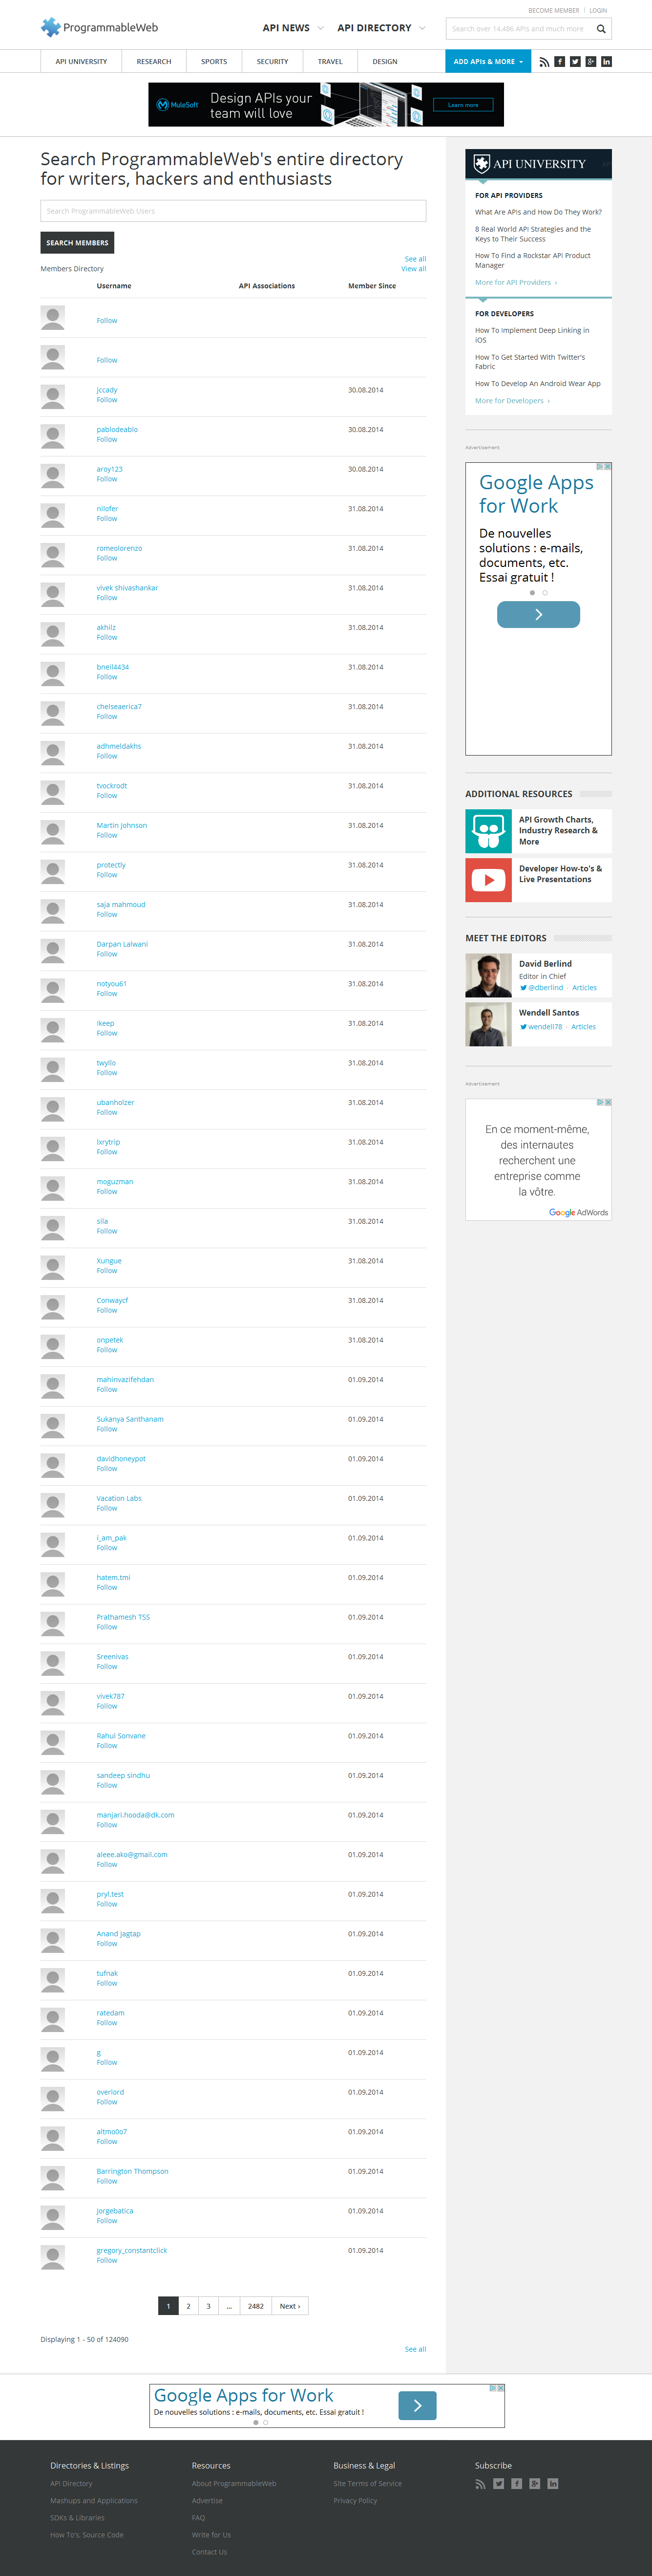 BECOME MEMBER | LOGIN
ProgrammableWeb
API NEWS
API DIRECTORY
Search over 14,486 APIs and much more
API UNIVERSITY
RESEARCH
SPORTS
SECURITY
TRAVEL
DESIGN
ADD APIs & MORE
MuleSoft
Design APIs your
team will love
Learn more
Search ProgrammableWeb's entire directory
for writers, hackers and enthusiasts
Search ProgrammableWeb Users
SEARCH MEMBERS
See all
Members Directory
View all
Username
API Associations
Member Since
Follow
Follow
jccady
30.08.2014
Follow
pablodeablo
30.08.2014
Follow
aroy123
30.08.2014
Follow
nilofer
31.08.2014
Follow
romeolorenzo
31.08.2014
Follow
vivek shivashankar
31.08.2014
Follow
akhilz
31.08.2014
Follow
bneil4434
31.08.2014
Follow
chelseaerica7
31.08.2014
Follow
adhmeldakhs
31.08.2014
Follow
tvockrodt
31.08.2014
Follow
Martin Johnson
31.08.2014
Follow
protectly
31.08.2014
Follow
saja mahmoud
31.08.2014
Follow
Darpan Lalwani
31.08.2014
Follow
notyou61
31.08.2014
Follow
ikeep
31.08.2014
Follow
twyllo
31.08.2014
Follow
ubanholzer
31.08.2014
Follow
lxrytrip
31.08.2014
Follow
moguzman
31.08.2014
Follow
sila
31.08.2014
Follow
Xungue
31.08.2014
Follow
Conwaycf
31.08.2014
Follow
onpetek
31.08.2014
Follow
mahinvazifehdan
01.09.2014
Follow
Sukanya Santhanam
01.09.2014
Follow
davidhoneypot
01.09.2014
Follow
Vacation Labs
01.09.2014
Follow
i_am_pak
01.09.2014
Follow
hatem.tmi
01.09.2014
Follow
Prathamesh TSS
01.09.2014
Follow
Sreenivas
01.09.2014
Follow
vivek787
01.09.2014
Follow
Rahul Sonvane
01.09.2014
Follow
sandeep sindhu
01.09.2014
Follow
manjari.hooda@dk.com
01.09.2014
Follow
aleee.ako@gmail.com
01.09.2014
Follow
pryl.test
01.09.2014
Follow
Anand Jagtap
01.09.2014
Follow
tufnak
01.09.2014
Follow
ratedam
01.09.2014
Follow
g
01.09.2014
Follow
overlord
01.09.2014
Follow
altmo0o7
01.09.2014
Follow
Barrington Thompson
01.09.2014
Follow
Jorgebatica
01.09.2014
Follow
gregory_constantclick
01.09.2014
Follow
1 2 3 ... 2482 Next ›
Displaying 1 - 50 of 124090
See all
API UNIVERSITY
FOR API PROVIDERS
What Are APIs and How Do They Work?
8 Real World API Strategies and the
Keys to Their Success
How To Find a Rockstar API Product
Manager
More for API Providers ›
FOR DEVELOPERS
How To Implement Deep Linking in
iOS
How To Get Started With Twitter's
Fabric
How To Develop An Android Wear App
More for Developers ›
Advertisement
Google Apps
for Work
De nouvelles
solutions : e-mails,
documents, etc.
Essai gratuit !
ADDITIONAL RESOURCES
API Growth Charts,
Industry Research &
More
Developer How-to's &
Live Presentations
MEET THE EDITORS
David Berlind
Editor in Chief
@dberlind · Articles
Wendell Santos
wendell78 · Articles
Advertisement
En ce moment-même,
des internautes
recherchent une
entreprise comme
la vôtre.
Google AdWords
Google Apps for Work
De nouvelles solutions : e-mails, documents, etc. Essai gratuit !
Directories & Listings
API Directory
Mashups and Applications
SDKs & Libraries
How To's, Source Code
Resources
About ProgrammableWeb
Advertise
FAQ
Write for Us
Contact Us
Business & Legal
Site Terms of Service
Privacy Policy
Subscribe